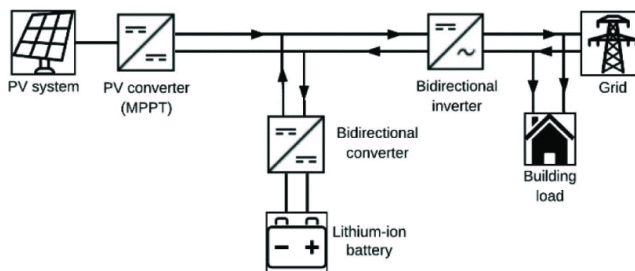 PV system
PV converter
(MPPT)
Bidirectional
inverter
Grid
Bidirectional
converter
Building
load
Lithium-ion
battery